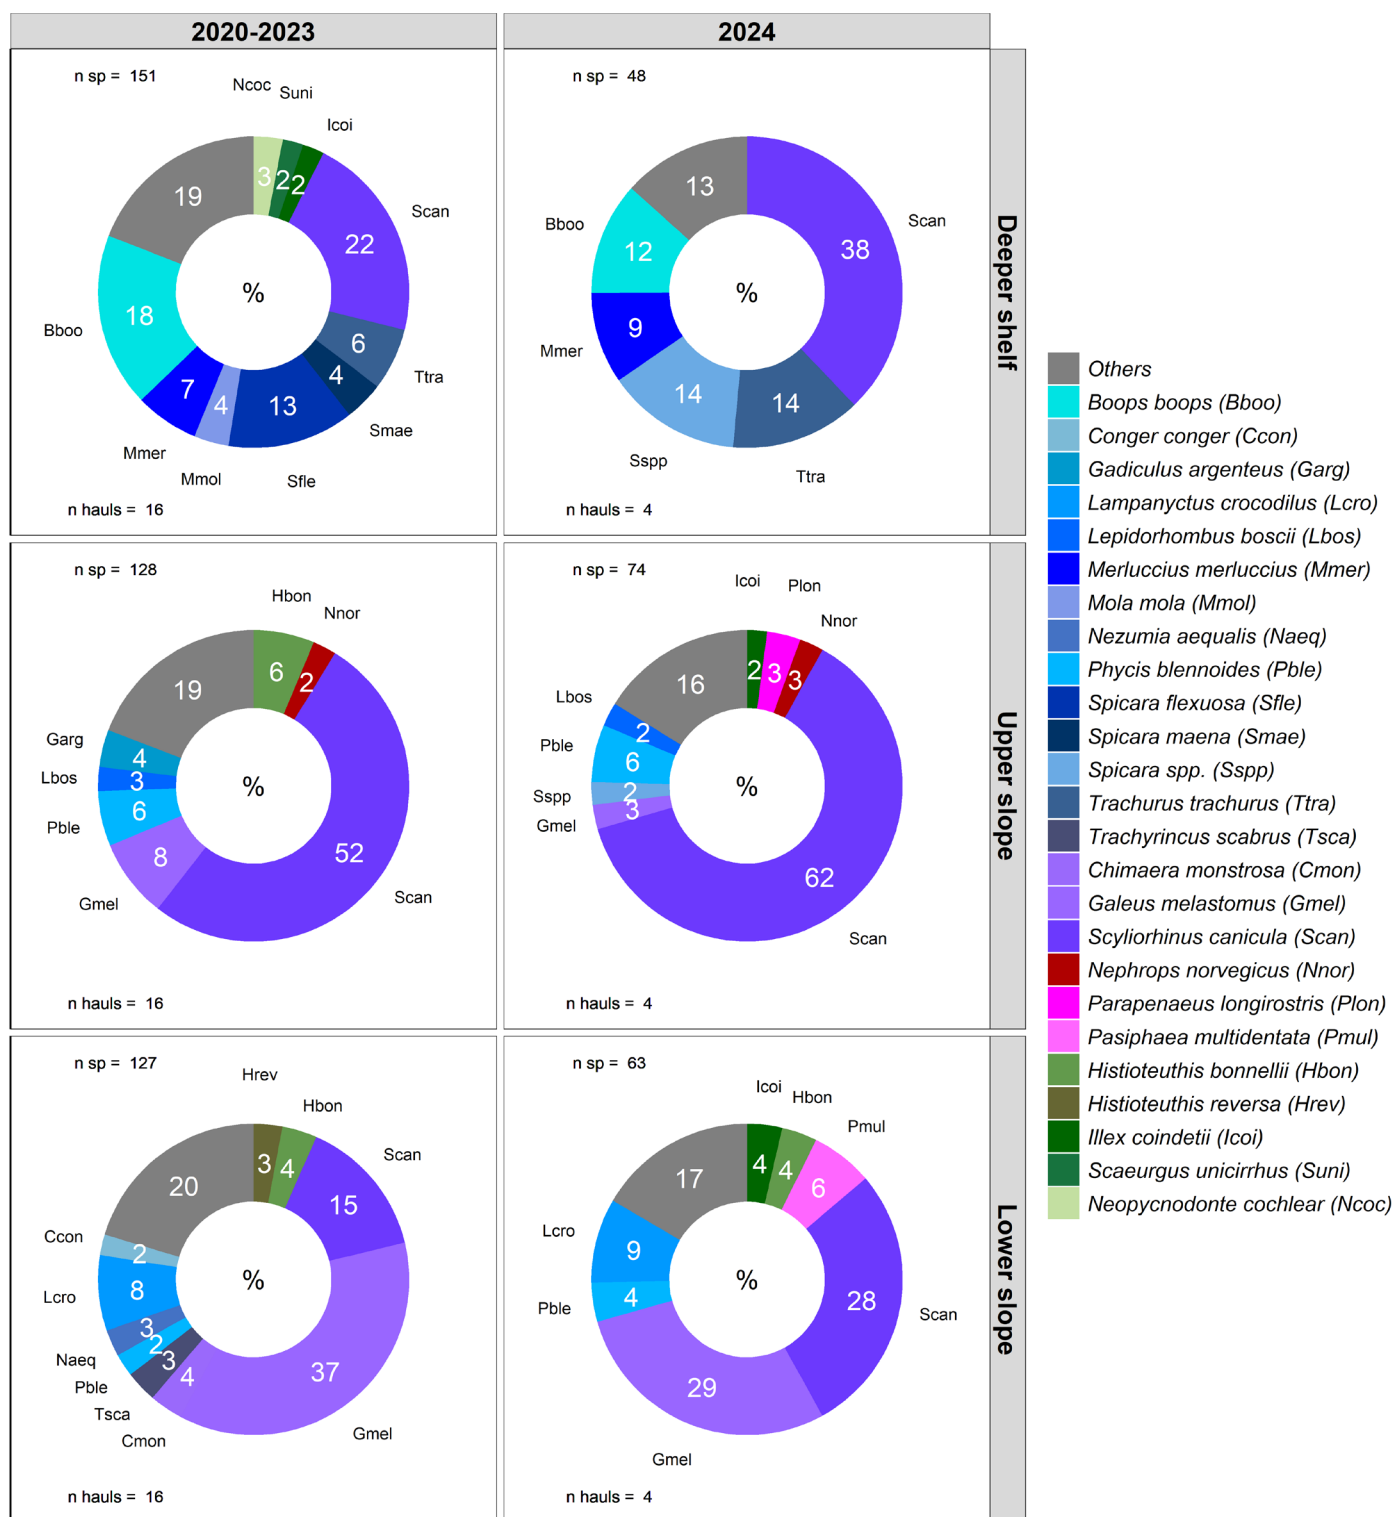 2020-2023
2024
n sp = 151
Ncoc
Suni
Icoi
Scan
Ttra
Smae
Sfle
Mmol
Mmer
Bboo
3
2
2
22
6
4
13
4
7
18
19
%
n hauls = 16
n sp = 48
Scan
Ttra
Sspp
Mmer
Bboo
38
14
14
9
12
13
%
n hauls = 4
Deeper shelf
n sp = 128
Hbon
Nnor
Scan
Gmel
Pble
Lbos
Garg
6
2
52
8
6
3
4
19
n hauls = 16
n sp = 74
Icoi
Plon
Nnor
Scan
Gmel
Sspp
Pble
Lbos
2
3
3
62
3
2
6
2
16
n hauls = 4
Upper slope
n sp = 127
Hrev
Hbon
Scan
Gmel
Cmon
Tsca
Pble
Naeq
Lcro
Ccon
3
4
15
37
4
3
2
3
8
2
20
%
n hauls = 16
n sp = 63
Icoi
Hbon
Pmul
Scan
Gmel
Pble
Lcro
4
4
6
28
29
4
9
17
%
n hauls = 4
Lower slope
Others
Boops boops (Bboo)
Conger conger (Ccon)
Gadiculus argenteus (Garg)
Lampanyctus crocodilus (Lcro)
Lepidorhombus boscii (Lbos)
Merluccius merluccius (Mmer)
Mola mola (Mmol)
Nezumia aequalis (Naeq)
Phycis blennoides (Pble)
Spicara flexuosa (Sfle)
Spicara maena (Smae)
Spicara spp. (Sspp)
Trachurus trachurus (Ttra)
Trachyrincus scabrus (Tsca)
Chimaera monstrosa (Cmon)
Galeus melastomus (Gmel)
Scyliorhinus canicula (Scan)
Nephrops norvegicus (Nnor)
Parapenaeus longirostris (Plon)
Pasiphaea multidentata (Pmul)
Histioteuthis bonnellii (Hbon)
Histioteuthis reversa (Hrev)
Illex coindetii (Icoi)
Scaeurgus unicirrhus (Suni)
Neopycnodonte cochlear (Ncoc)